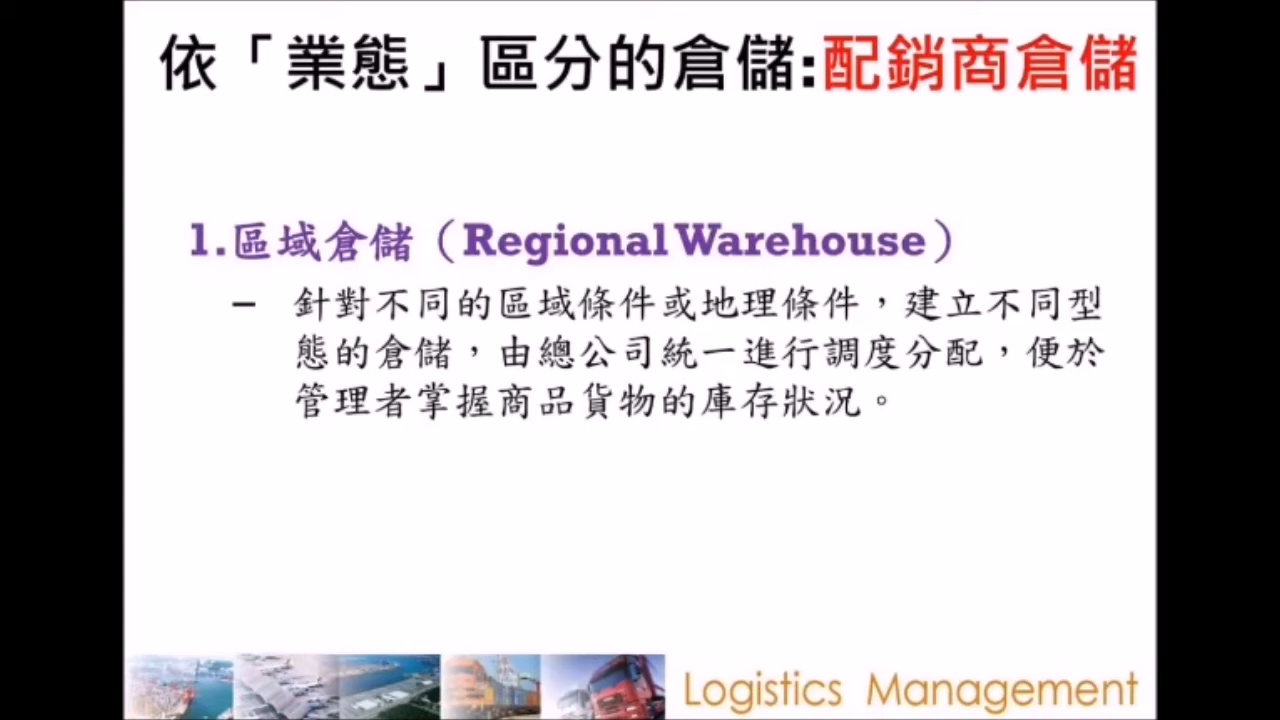 依「業態」區分的倉儲:配銷商倉儲
1.區域倉儲（Regional Warehouse）
– 針對不同的區域條件或地理條件，建立不同型
態的倉儲，由總公司統一進行調度分配，便於
管理者掌握商品貨物的庫存狀況。
Logistics Management